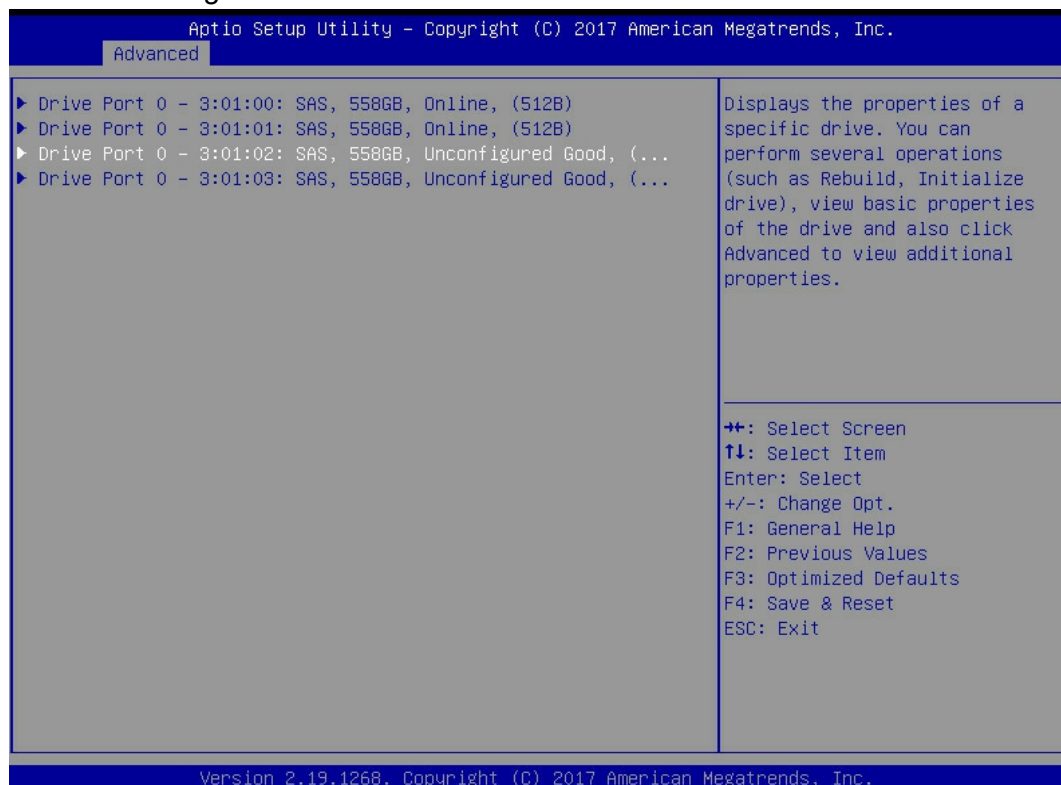 Aptio Setup Utility – Copyright (C) 2017 American Megatrends, Inc.
Advanced
▶ Drive Port 0 - 3:01:00: SAS, 558GB, Online, (512B)
▶ Drive Port 0 - 3:01:01: SAS, 558GB, Online, (512B)
▶ Drive Port 0 - 3:01:02: SAS, 558GB, Unconfigured Good, (...
▶ Drive Port 0 - 3:01:03: SAS, 558GB, Unconfigured Good, (...
Displays the properties of a
specific drive. You can
perform several operations
(such as Rebuild, Initialize
drive), view basic properties
of the drive and also click
Advanced to view additional
properties.
→←: Select Screen
↑↓: Select Item
Enter: Select
+/-: Change Opt.
F1: General Help
F2: Previous Values
F3: Optimized Defaults
F4: Save & Reset
ESC: Exit
Version 2.19.1268. Copyright (C) 2017 American Megatrends, Inc.